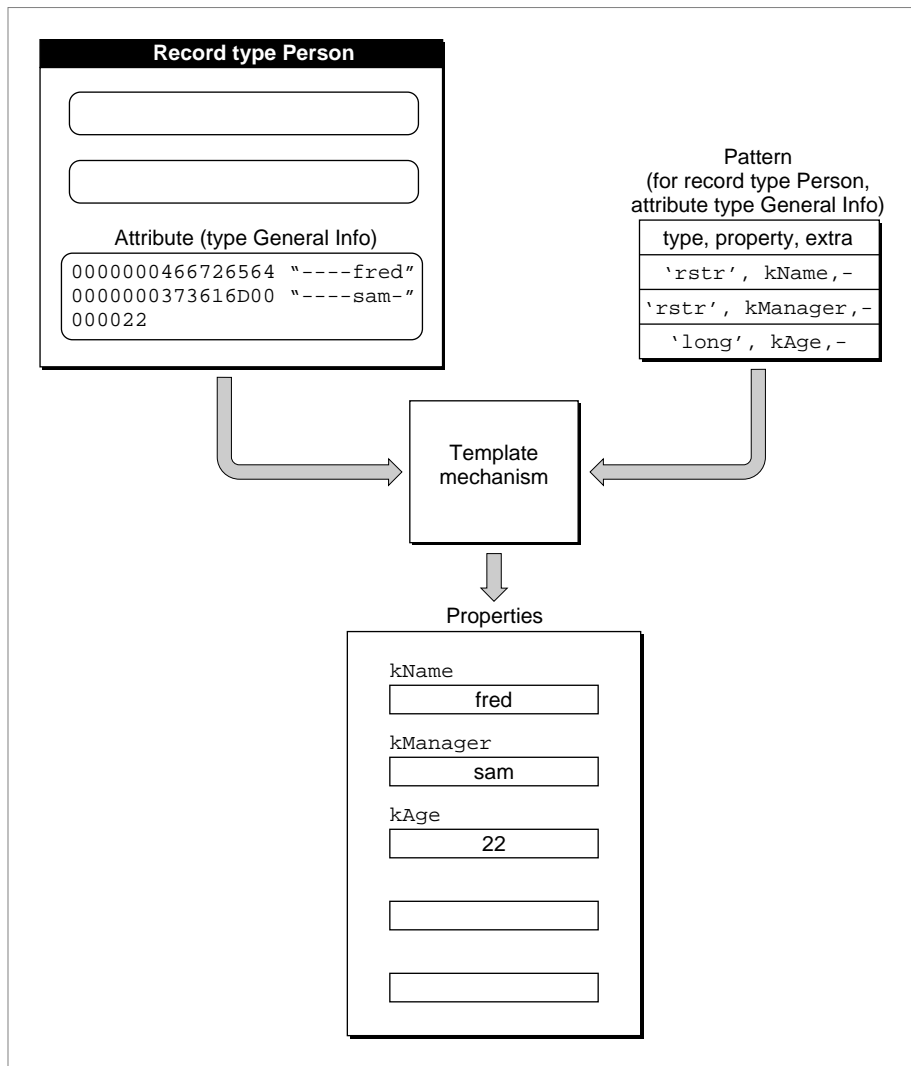 Record type Person
Attribute (type General Info)
0000000466726564 “----fred”
0000000373616D00 “----sam-”
000022
Pattern
(for record type Person,
attribute type General Info)
type, property, extra
‘rstr’, kName,-
‘rstr’, kManager,-
‘long’, kAge,-
Template
mechanism
Properties
kName
fred
kManager
sam
kAge
22